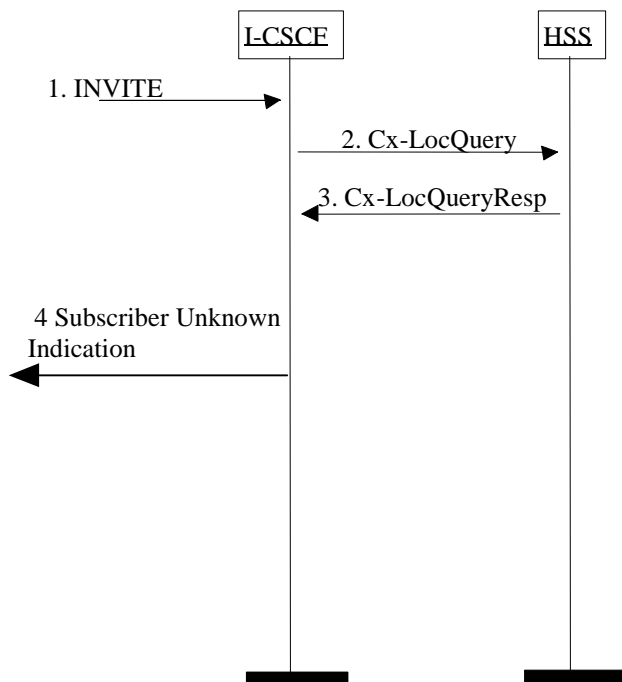 I-CSCF
HSS
1. INVITE
2. Cx-LocQuery
3. Cx-LocQueryResp
4 Subscriber Unknown
Indication